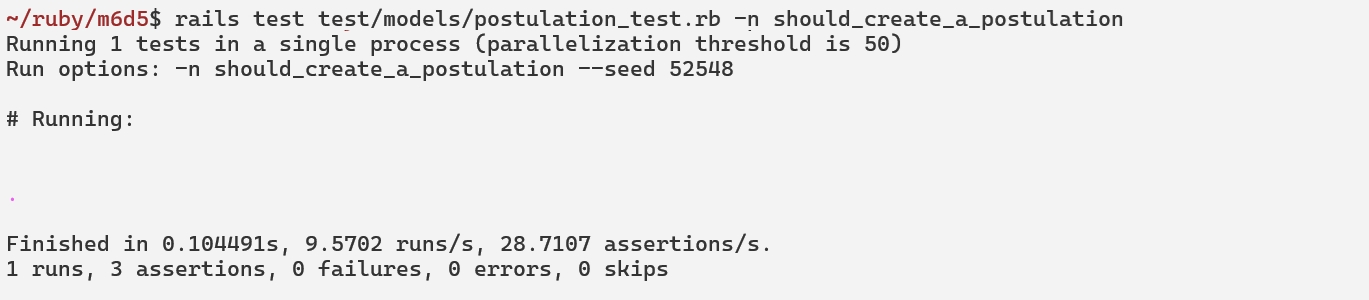 ~/ruby/m6d5$ rails test test/models/postulation_test.rb -n should_create_a_postulation
Running 1 tests in a single process (parallelization threshold is 50)
Run options: -n should_create_a_postulation --seed 52548
# Running:
.
Finished in 0.104491s, 9.5702 runs/s, 28.7107 assertions/s.
1 runs, 3 assertions, 0 failures, 0 errors, 0 skips